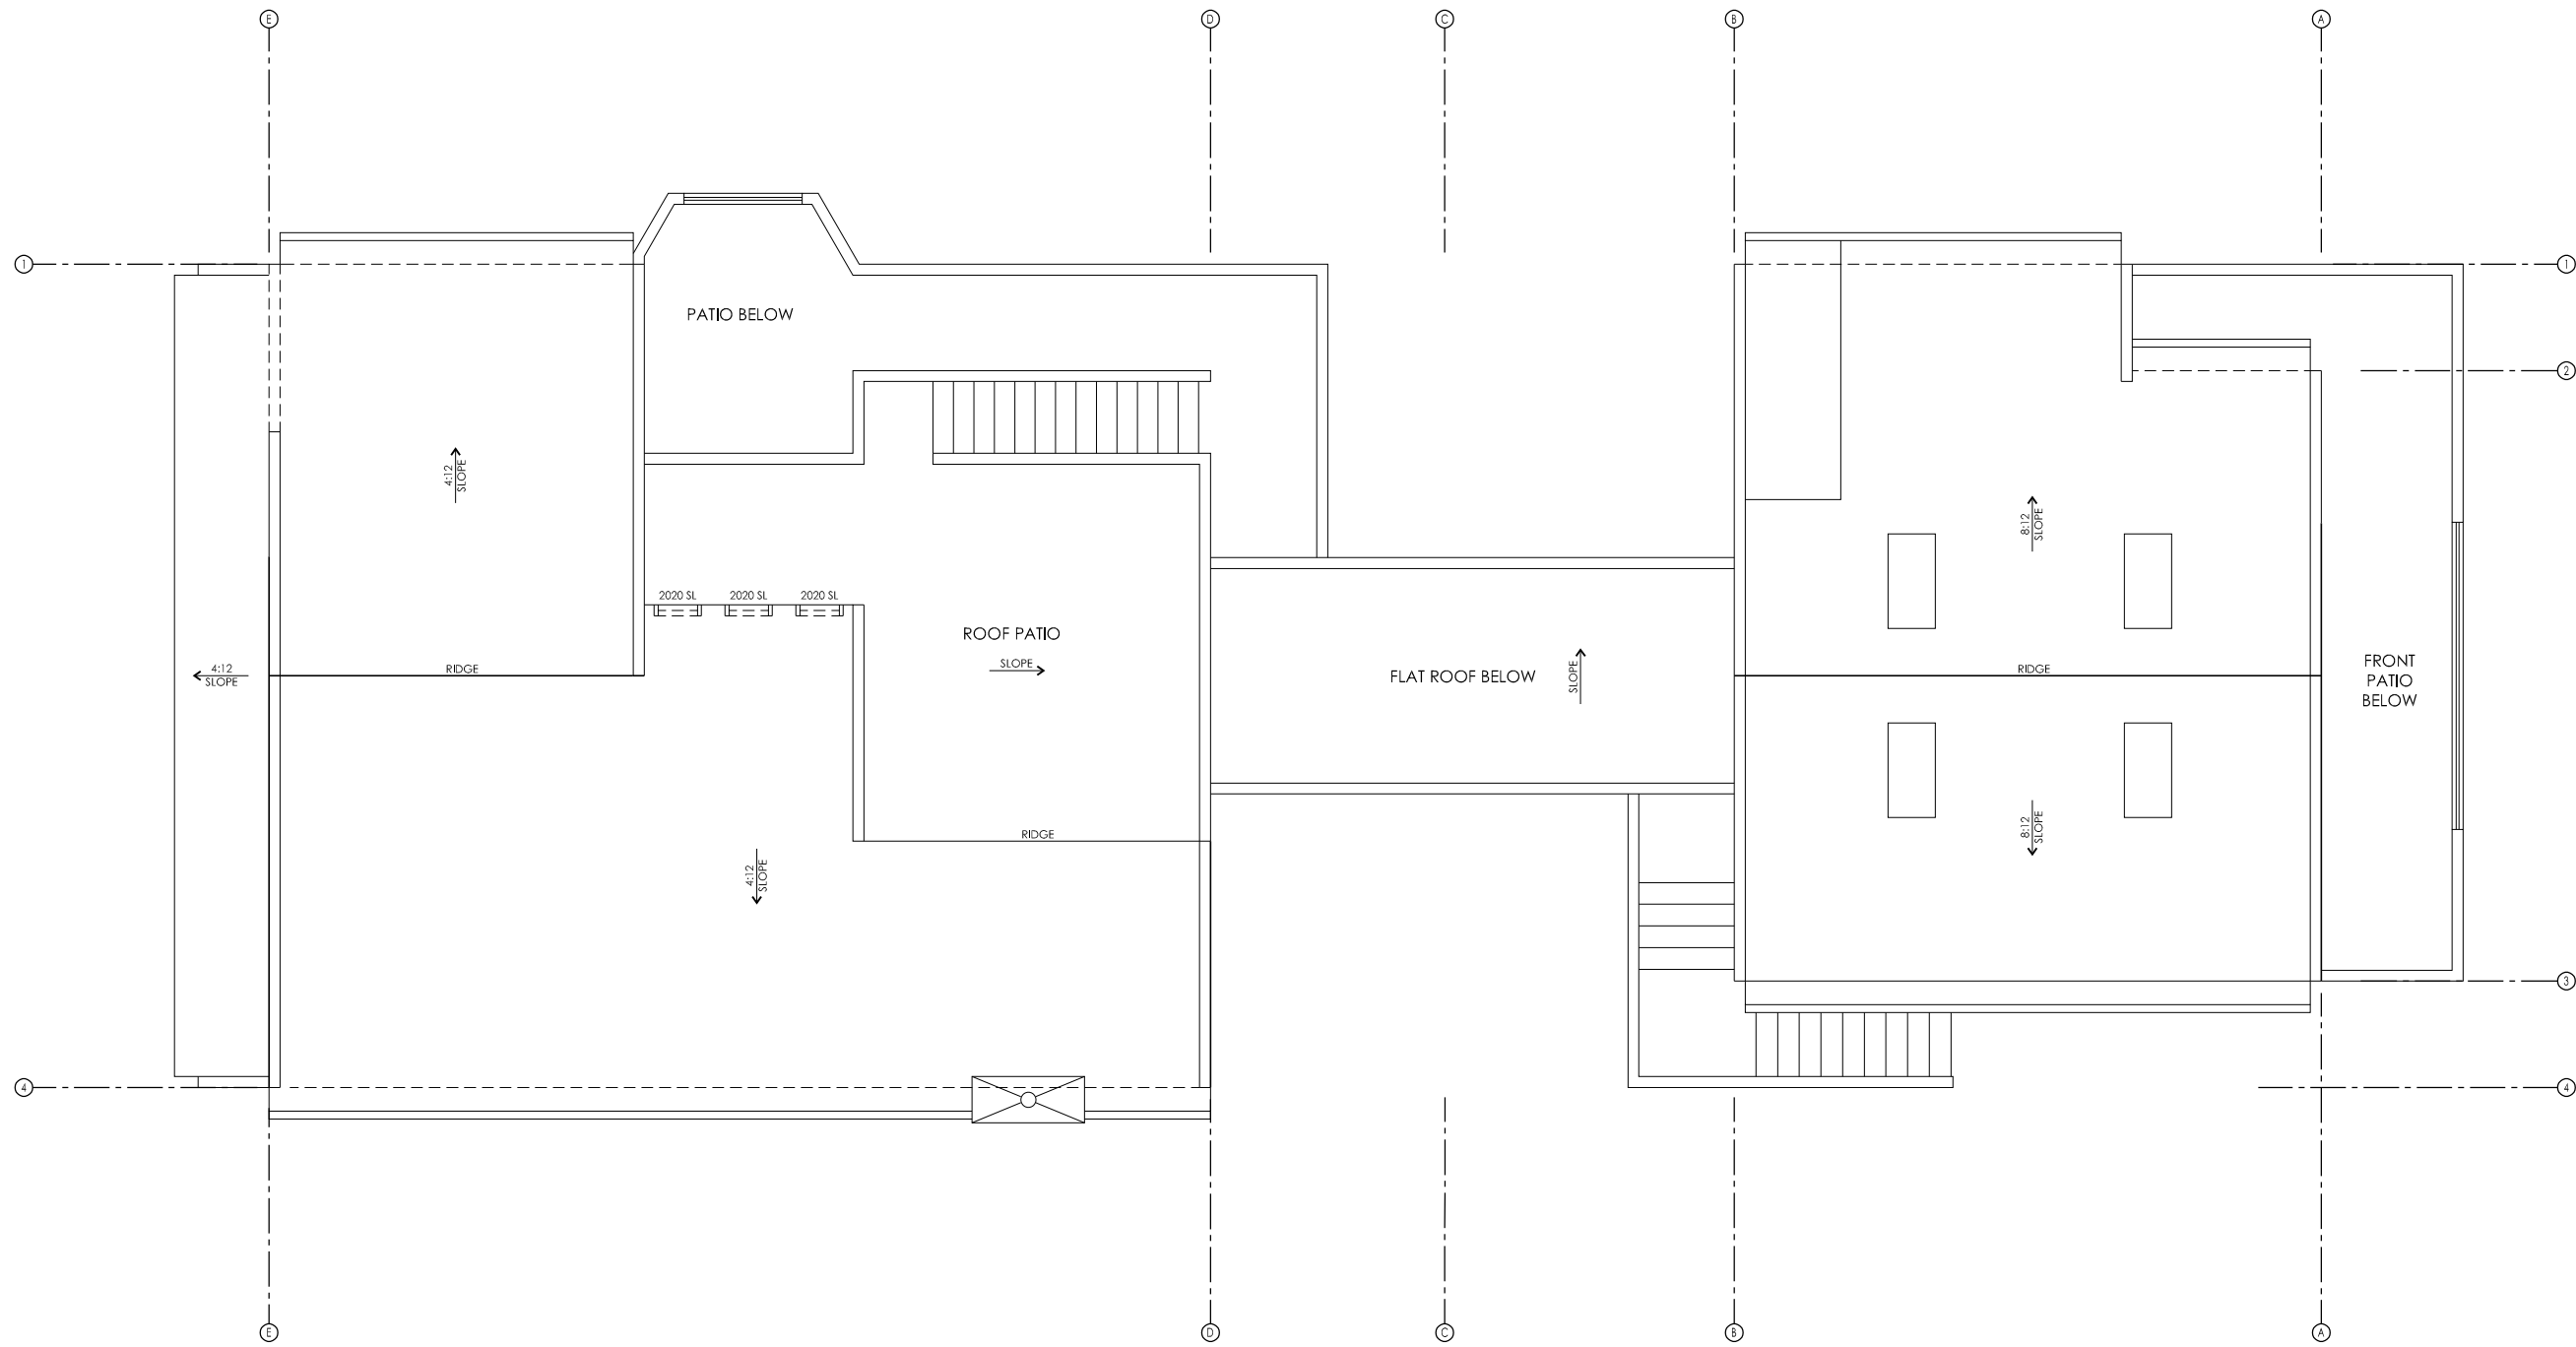 E
D
C
B
A
1
1
PATIO BELOW
2
4:12
SLOPE
8:12
SLOPE
2020 SL
2020 SL
2020 SL
ROOF PATIO
SLOPE
4:12
SLOPE
RIDGE
FLAT ROOF BELOW
SLOPE
RIDGE
FRONT
PATIO
BELOW
RIDGE
4:12
SLOPE
8:12
SLOPE
3
4
4
E
D
C
B
A